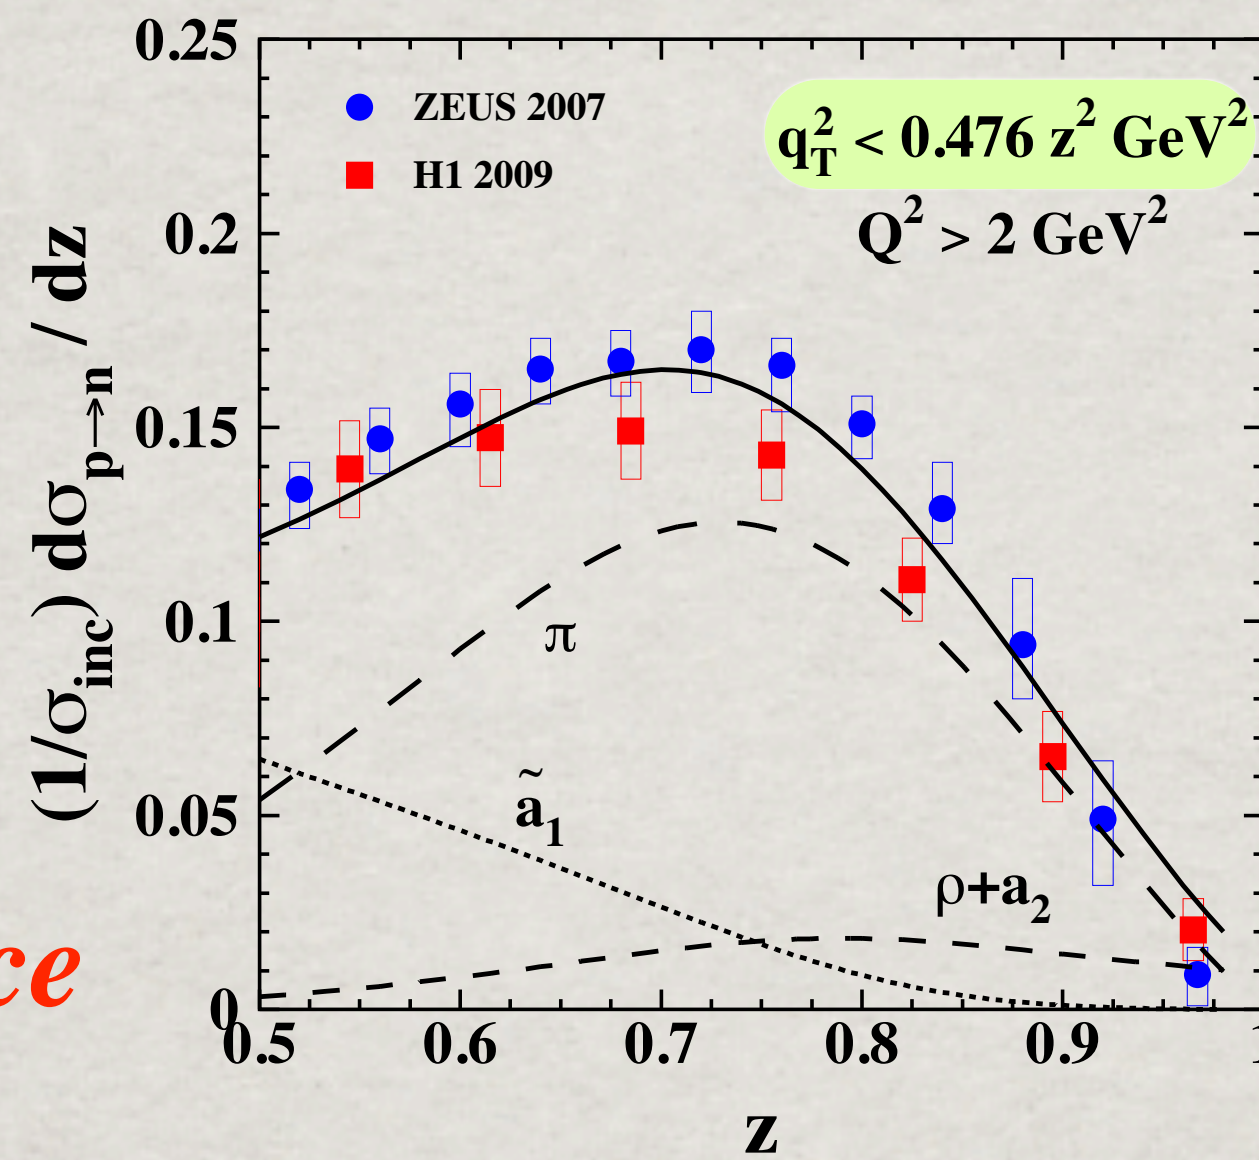 0.25
ZEUS 2007
H1 2009
q_T^2 < 0.476 z^2 GeV^2
Q^2 > 2 GeV^2
0.2
0.15
0.1
0.05
0
(1/σ_inc) dσ_p→n / dz
π
ã_1
ρ+a_2
ce
0.5 0.6 0.7 0.8 0.9
z